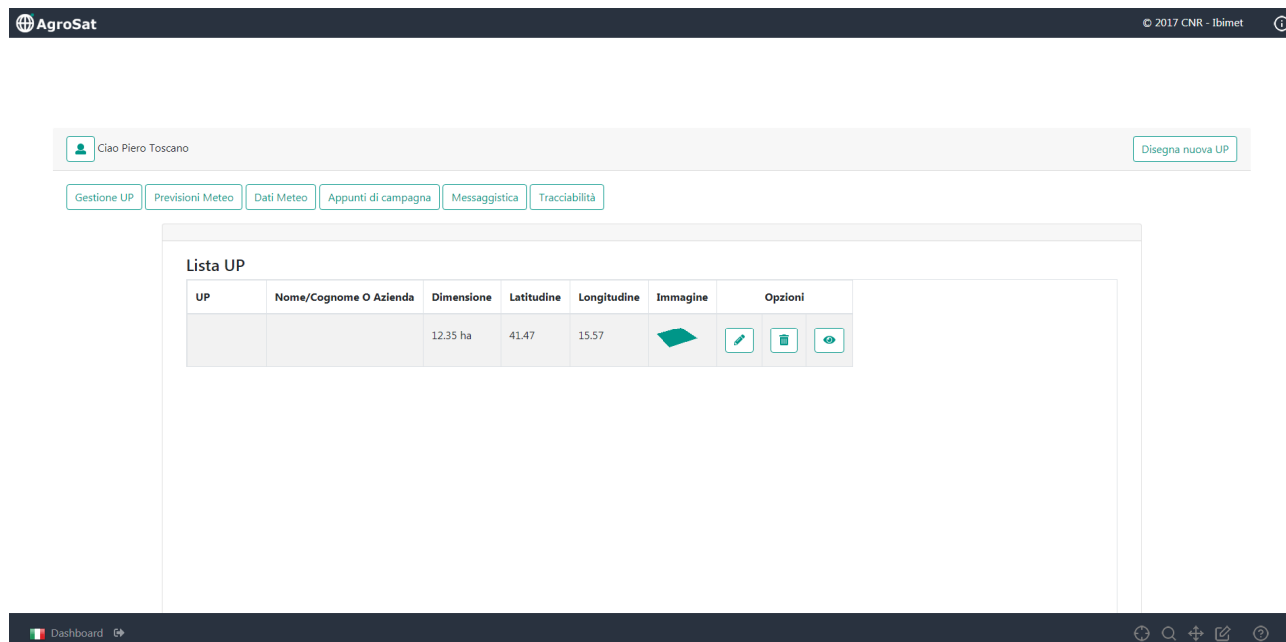 AgroSat
© 2017 CNR - Ibimet
Ciao Piero Toscano
Disegna nuova UP
Gestione UP Previsioni Meteo Dati Meteo Appunti di campagna Messaggistica Tracciabilità
Lista UP
UP Nome/Cognome O Azienda Dimensione Latitudine Longitudine Immagine Opzioni
12.35 ha 41.47 15.57
Dashboard